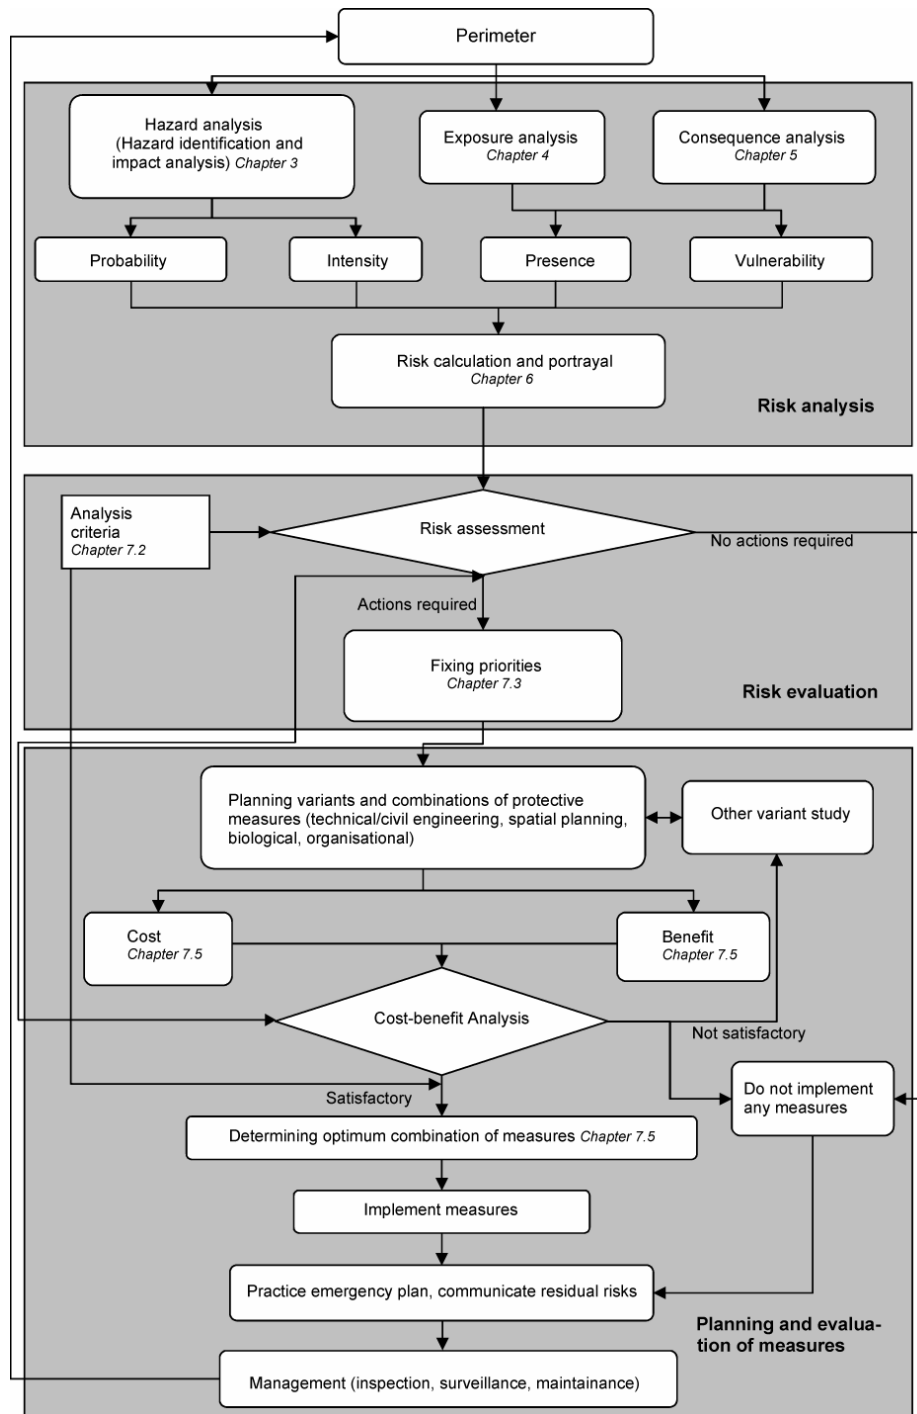 Perimeter
Hazard analysis
(Hazard identification and
impact analysis) Chapter 3
Exposure analysis
Chapter 4
Consequence analysis
Chapter 5
Probability
Intensity
Presence
Vulnerability
Risk calculation and portrayal
Chapter 6
Risk analysis
Analysis
criteria
Chapter 7.2
Risk assessment
No actions required
Actions required
Fixing priorities
Chapter 7.3
Risk evaluation
Planning variants and combinations of protective
measures (technical/civil engineering, spatial planning,
biological, organisational)
Other variant study
Cost
Chapter 7.5
Benefit
Chapter 7.5
Cost-benefit Analysis
Not satisfactory
Do not implement
any measures
Satisfactory
Determining optimum combination of measures Chapter 7.5
Implement measures
Practice emergency plan, communicate residual risks
Planning and evalua-
tion of measures
Management (inspection, surveillance, maintainance)